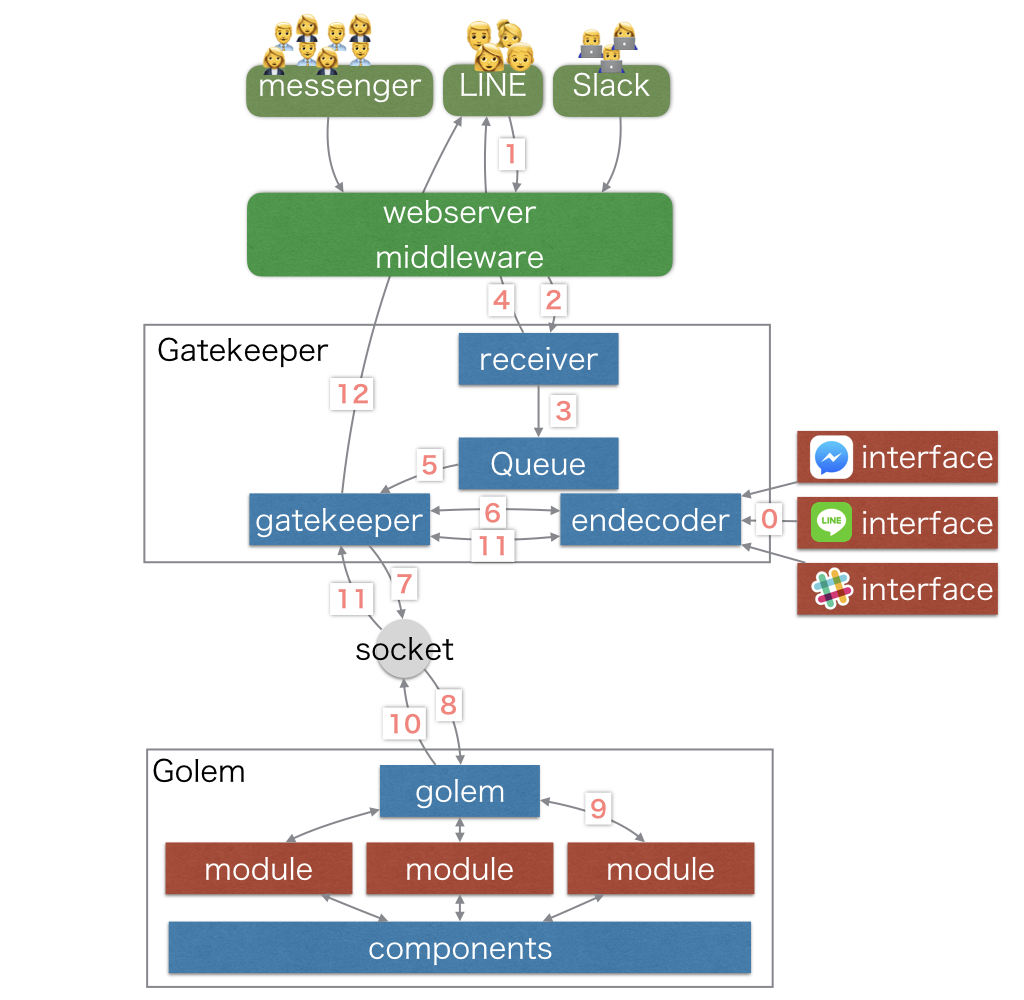 messenger
LINE
Slack
1
webserver
middleware
4
2
Gatekeeper
receiver
12
3
Queue
5
interface
gatekeeper
6
endecoder
0
LINE
interface
11
interface
7
11
socket
8
10
Golem
golem
9
module
module
module
components